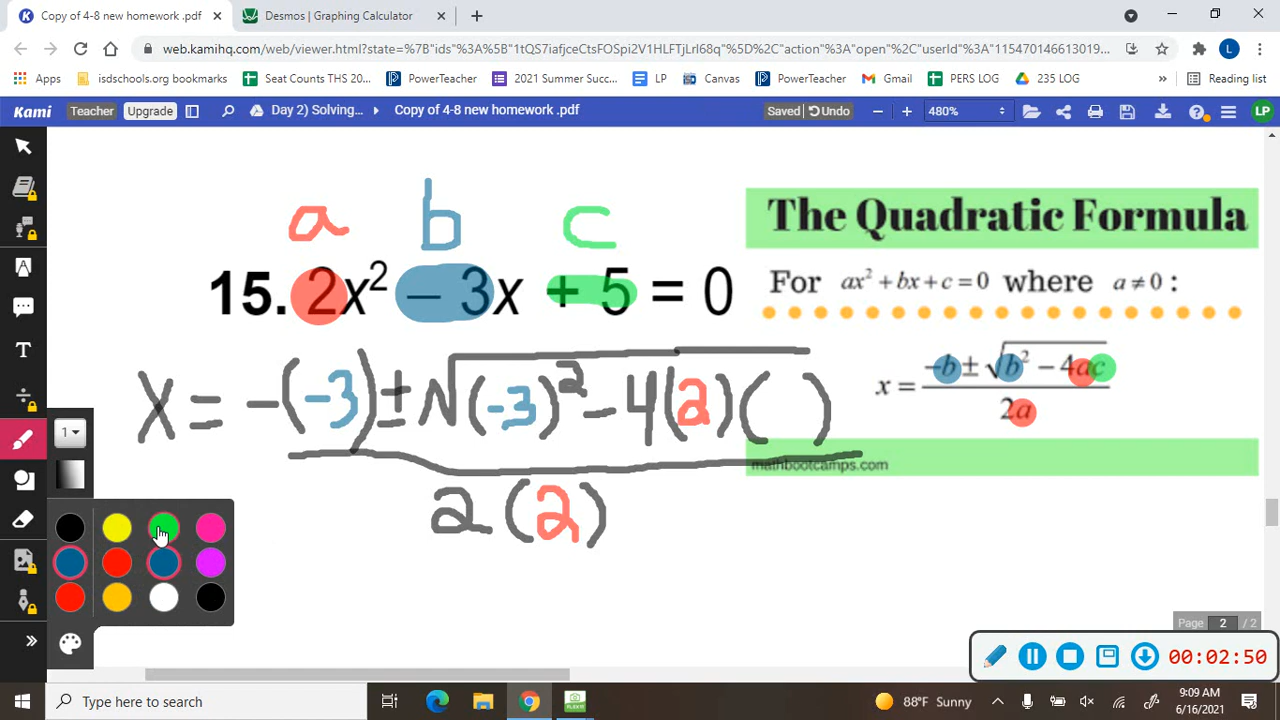 Copy of 4-8 new homework .pdf
Desmos | Graphing Calculator
web.kamihq.com/web/viewer.html?state=%7B"ids"%3A%5B"1tQS7iafjceCtsFOSpi2V1HLFTjLrl68q"%5D%2C"action"%3A"open"%2C"userId"%3A"115470146613019...
Apps
isdschools.org bookmarks
Seat Counts THS 20...
PowerTeacher
2021 Summer Succ...
LP
Canvas
PowerTeacher
Gmail
PERS LOG
235 LOG
»
Reading list
Kami
Teacher
Upgrade
Day 2) Solving...
Copy of 4-8 new homework .pdf
Saved
Undo
480%
LP
a b c
15. 2x² – 3x + 5 = 0
X = -(-3) ± √(-3)² - 4(2)( )
2(2)
The Quadratic Formula
For ax² + bx + c = 0 where a ≠ 0 :
x = −b ± √b² − 4ac
2a
mathbootcamps.com
1
Page 2 / 2
00:02:50
Type here to search
88°F Sunny
9:09 AM
6/16/2021